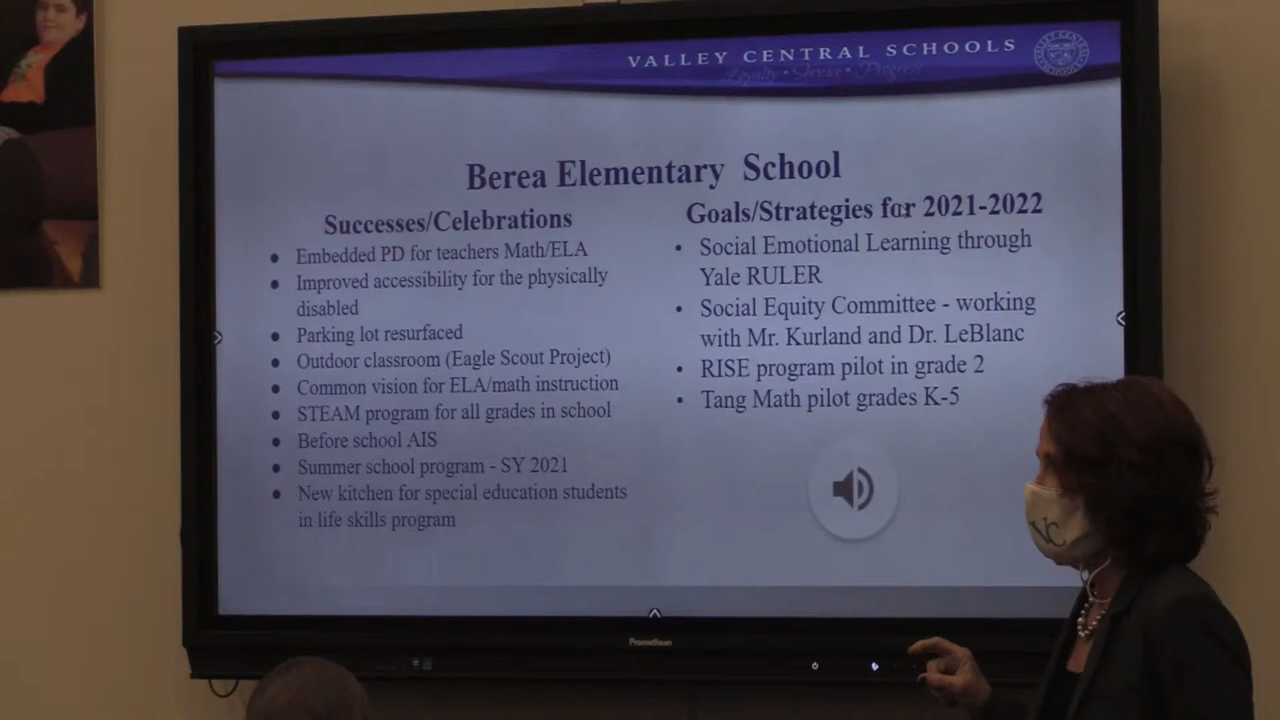 VALLEY CENTRAL SCHOOLS
Loyalty • Service • Progress
Berea Elementary School
Successes/Celebrations
• Embedded PD for teachers Math/ELA
• Improved accessibility for the physically
disabled
• Parking lot resurfaced
• Outdoor classroom (Eagle Scout Project)
• Common vision for ELA/math instruction
• STEAM program for all grades in school
• Before school AIS
• Summer school program - SY 2021
• New kitchen for special education students
in life skills program
Goals/Strategies for 2021-2022
• Social Emotional Learning through
Yale RULER
• Social Equity Committee - working
with Mr. Kurland and Dr. LeBlanc
• RISE program pilot in grade 2
• Tang Math pilot grades K-5
VC
Promethean